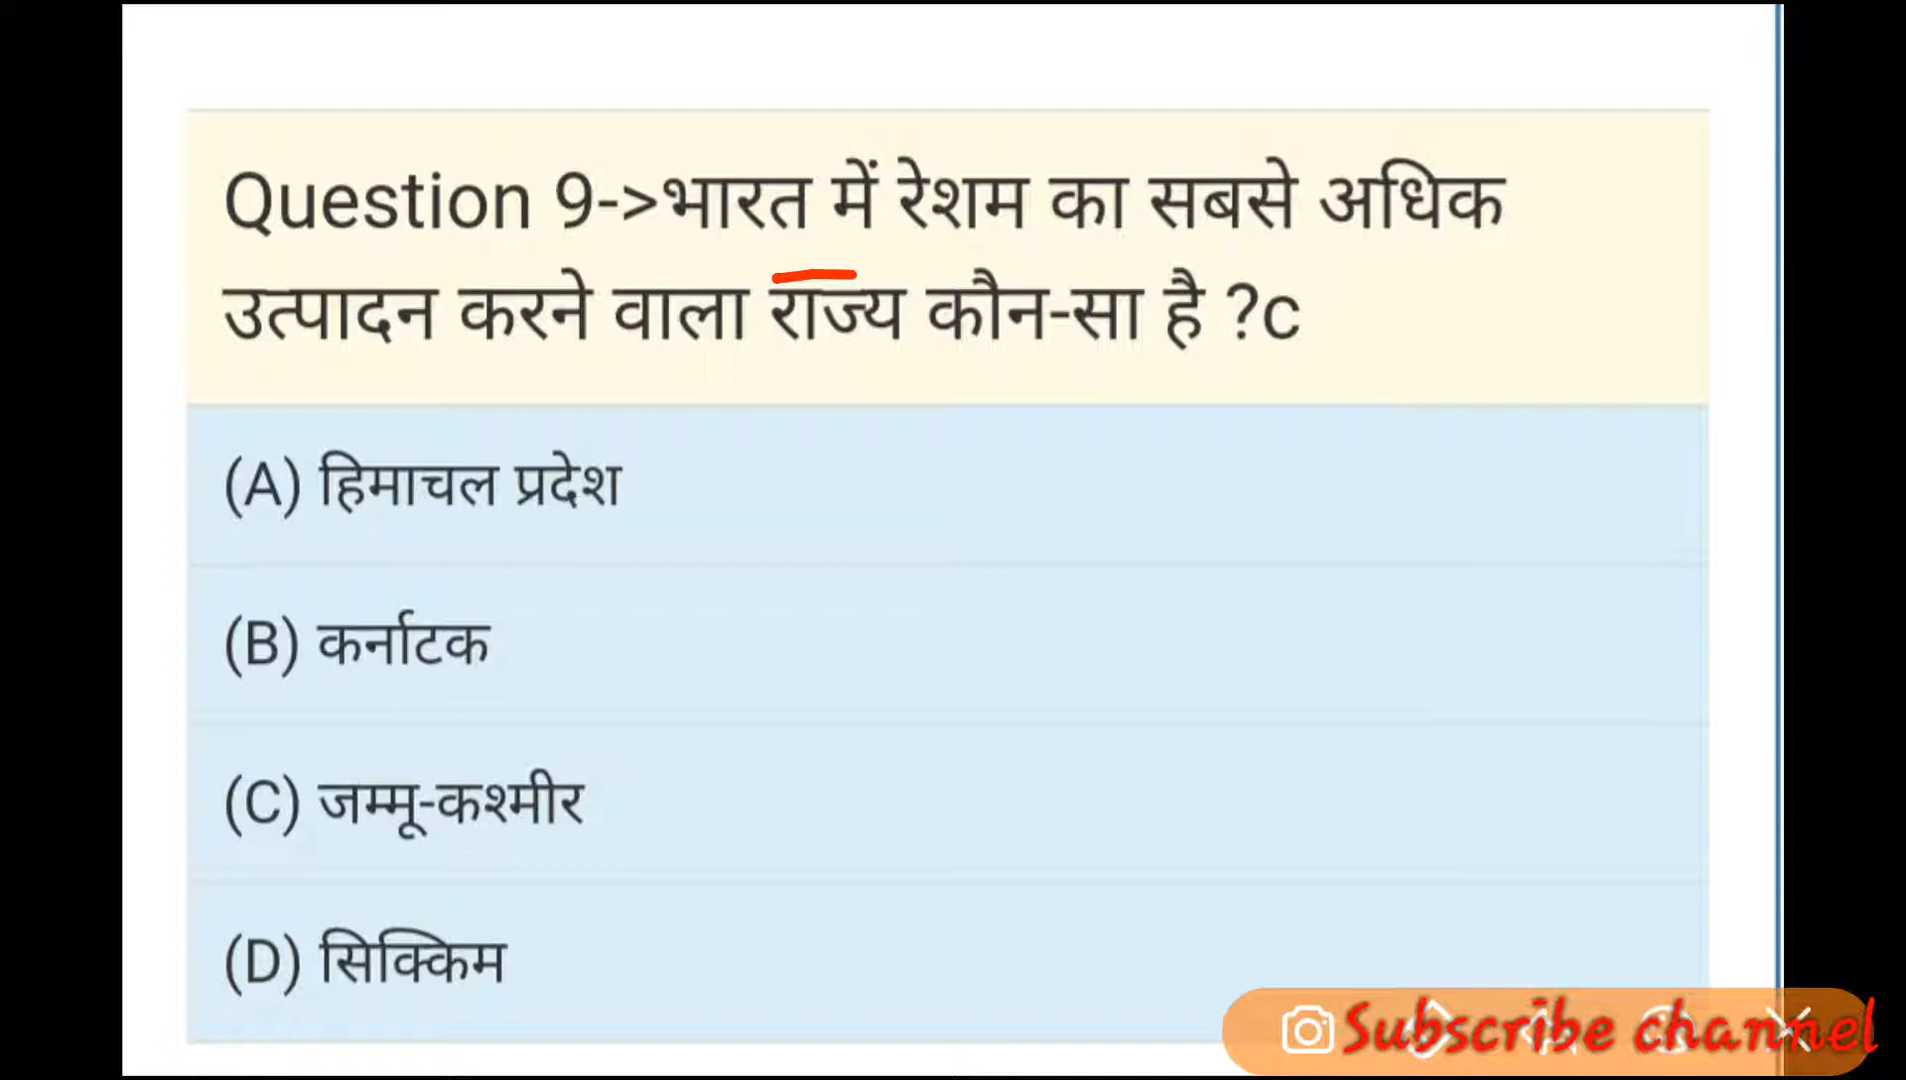 Question 9->भारत में रेशम का सबसे अधिक
उत्पादन करने वाला राज्य कौन-सा है ?c
(A) हिमाचल प्रदेश
(B) कर्नाटक
(C) जम्मू-कश्मीर
(D) सिक्किम
Subscribe channel